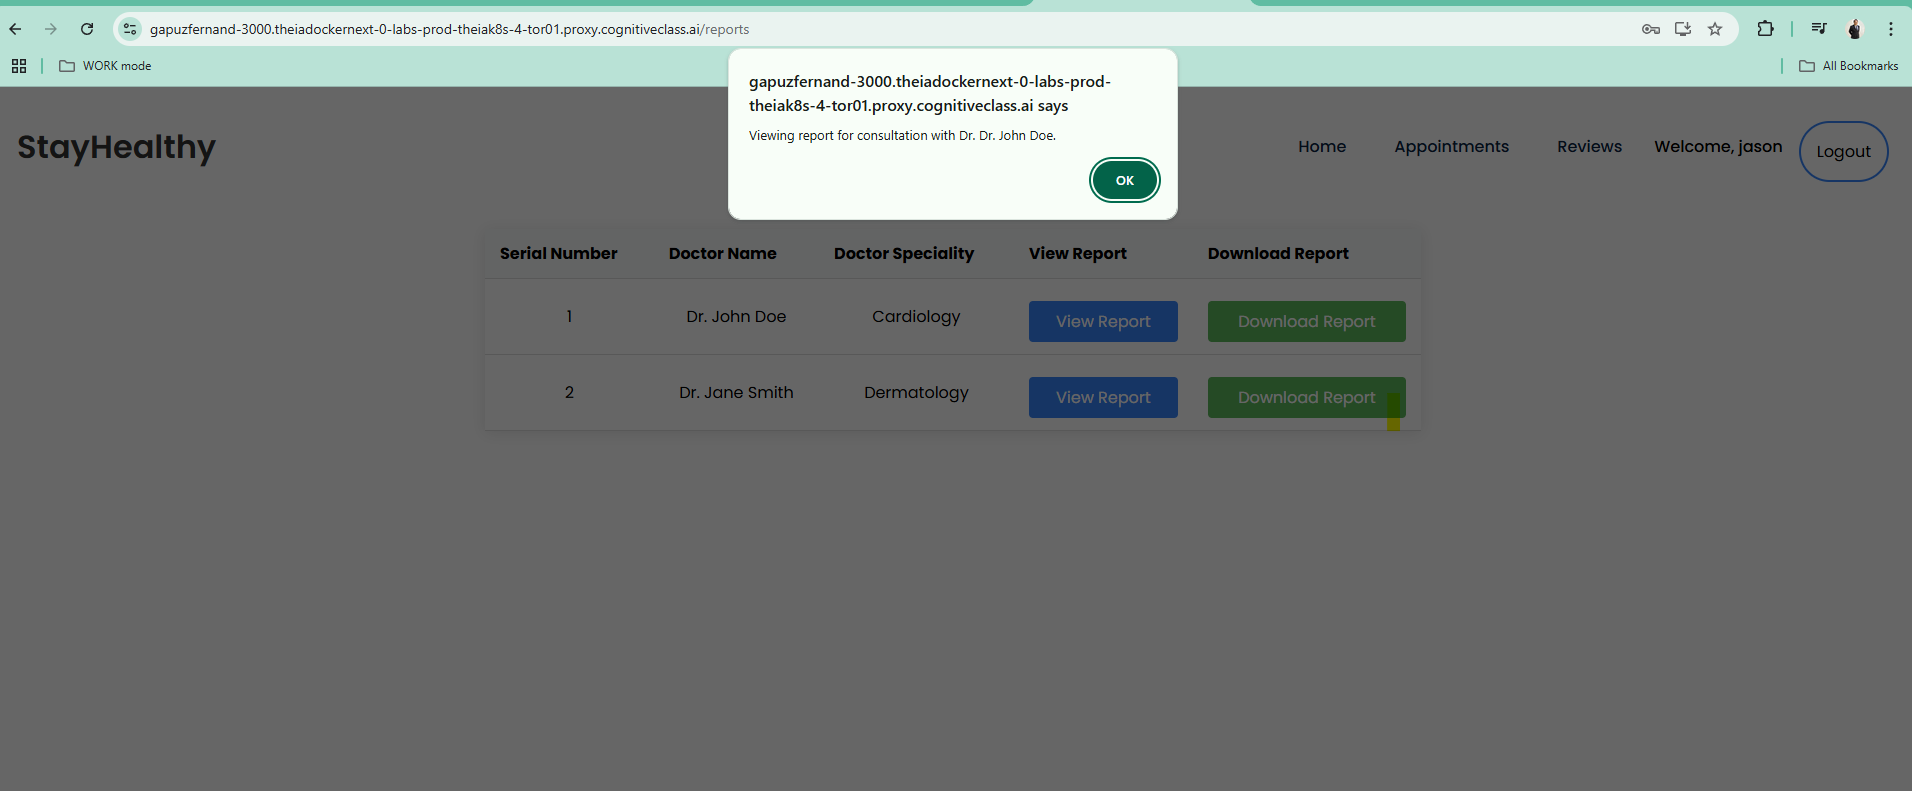 gapuzfernand-3000.theiadockernext-0-labs-prod-theiak8s-4-tor01.proxy.cognitiveclass.ai/reports
WORK mode
All Bookmarks
gapuzfernand-3000.theiadockernext-0-labs-prod-
theiak8s-4-tor01.proxy.cognitiveclass.ai says
Viewing report for consultation with Dr. Dr. John Doe.
OK
StayHealthy
Home Appointments Reviews Welcome, jason Logout
Serial Number Doctor Name Doctor Speciality View Report Download Report
1 Dr. John Doe Cardiology View Report Download Report
2 Dr. Jane Smith Dermatology View Report Download Report